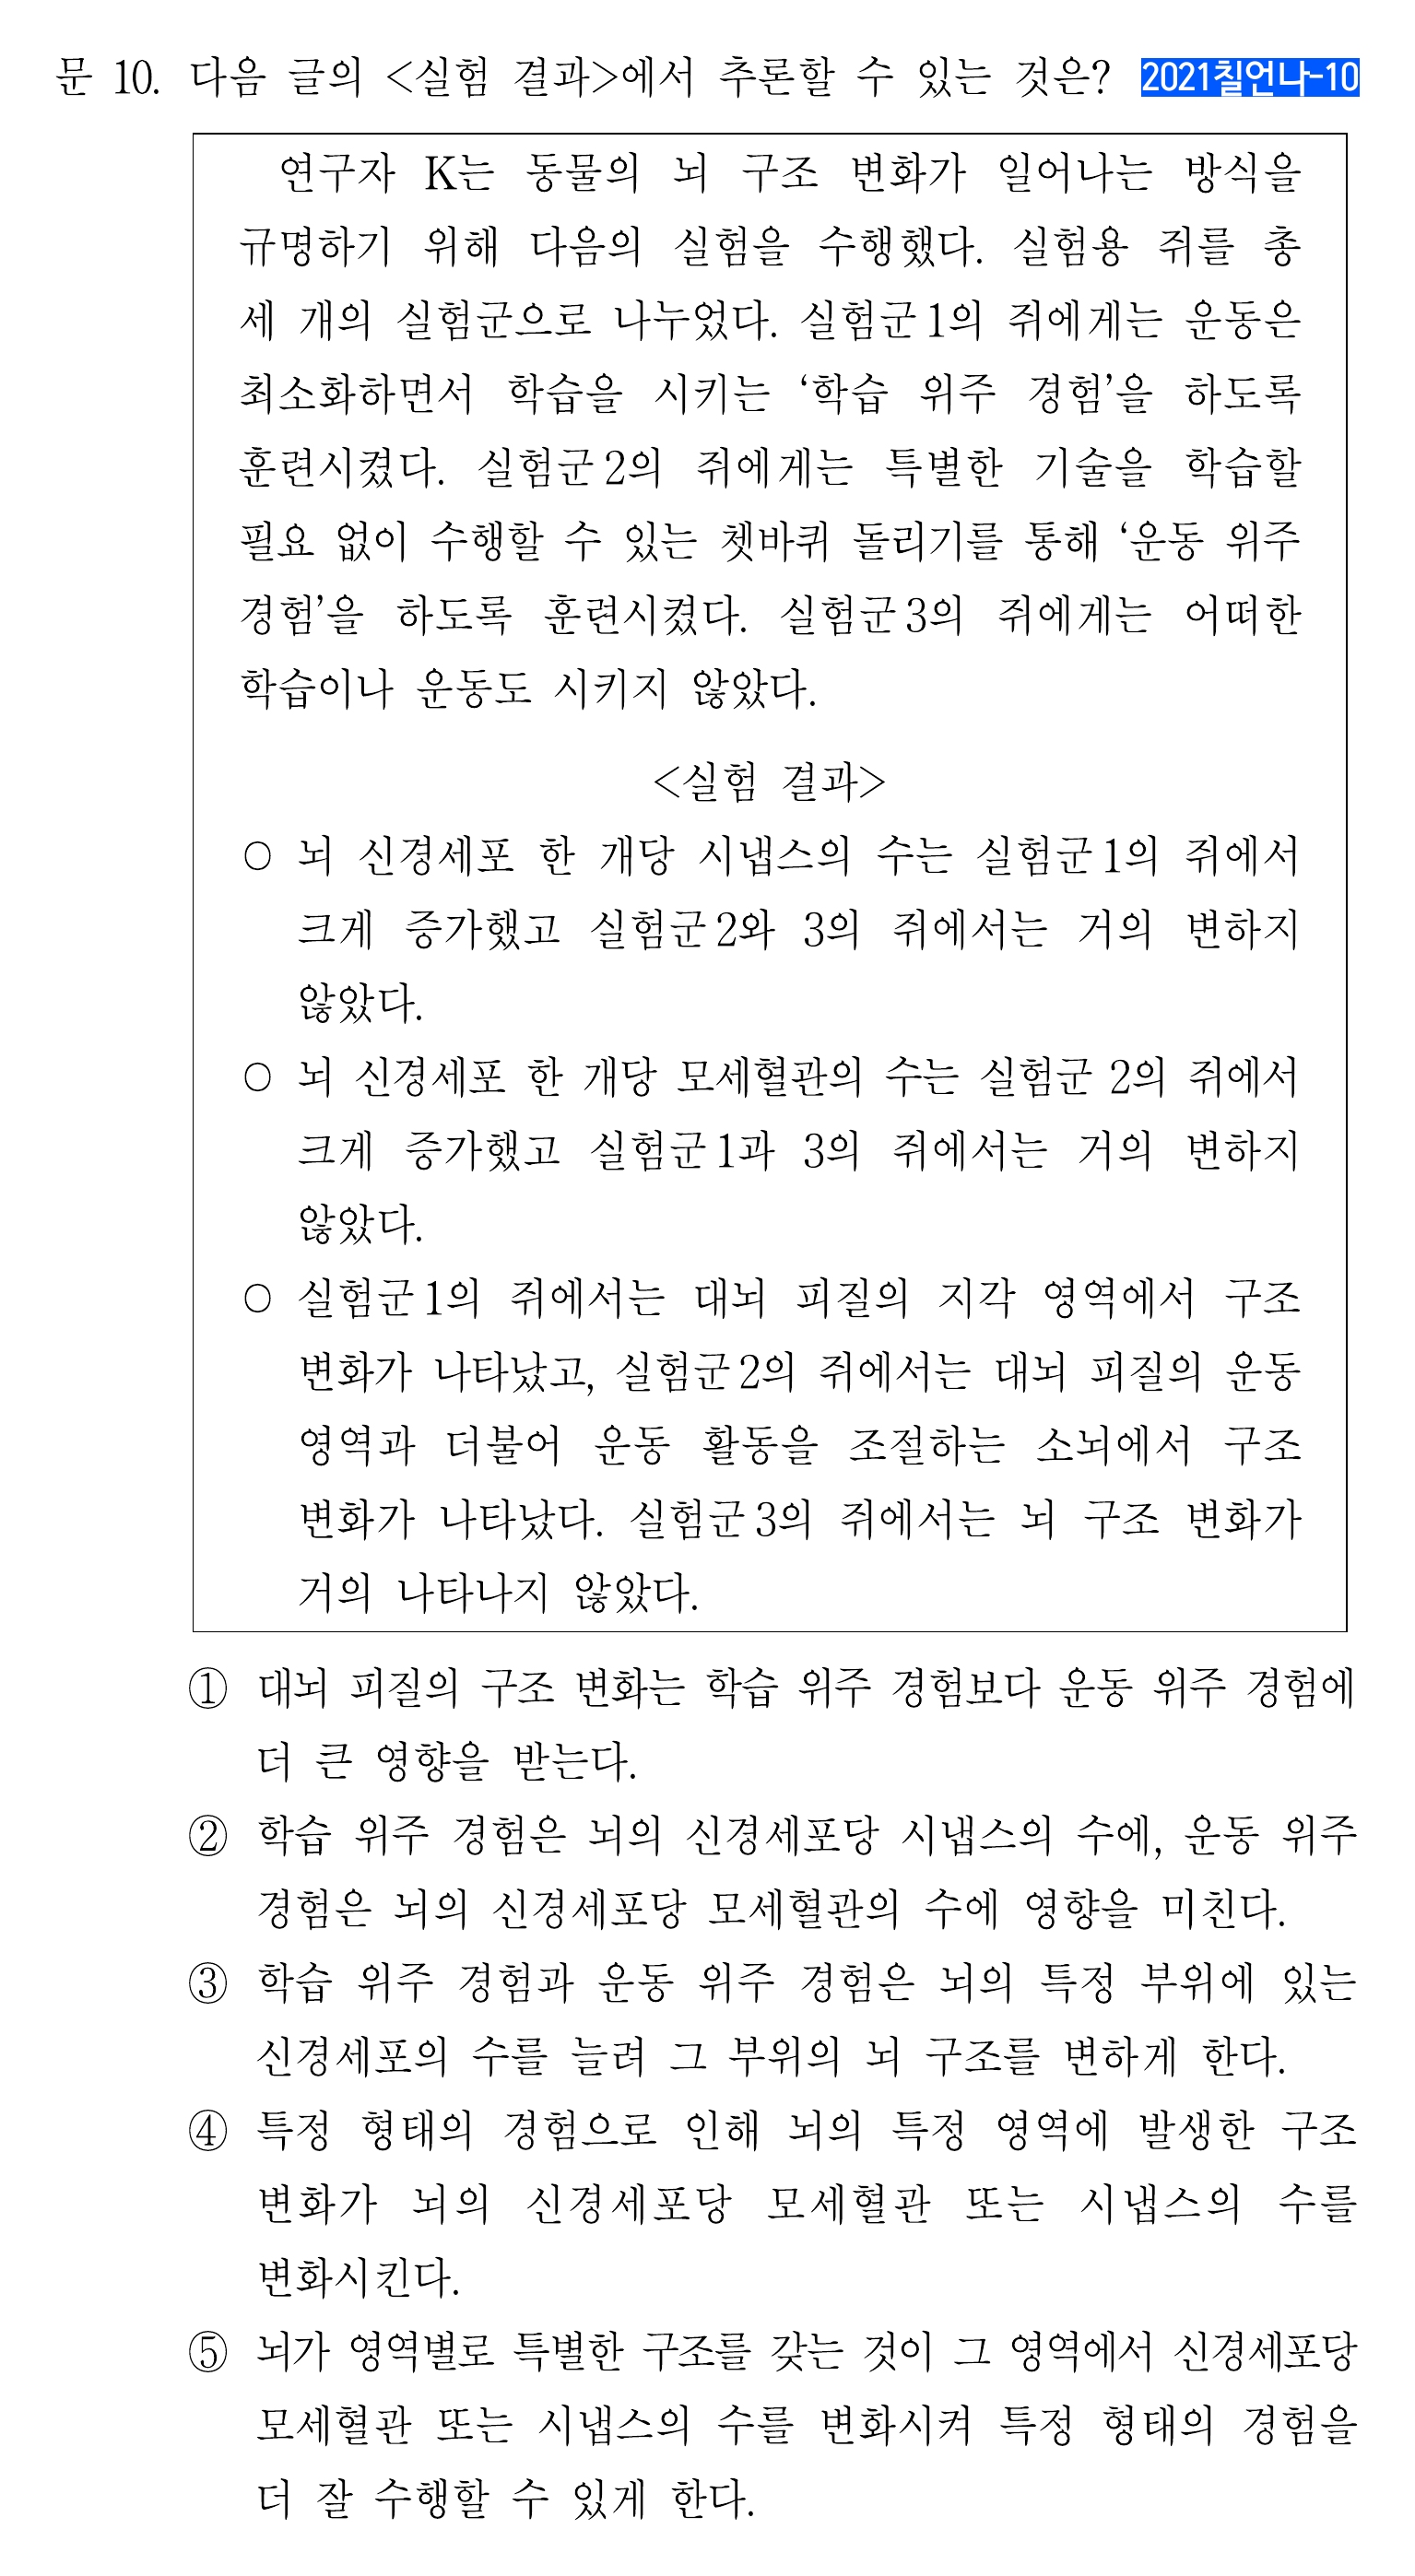 문 10. 다음 글의 <실험 결과>에서 추론할 수 있는 것은? 2021칠언나-10
연구자 K는 동물의 뇌 구조 변화가 일어나는 방식을
규명하기 위해 다음의 실험을 수행했다. 실험용 쥐를 총
세 개의 실험군으로 나누었다. 실험군 1의 쥐에게는 운동은
최소화하면서 학습을 시키는 ‘학습 위주 경험’을 하도록
훈련시켰다. 실험군 2의 쥐에게는 특별한 기술을 학습할
필요 없이 수행할 수 있는 쳇바퀴 돌리기를 통해 ‘운동 위주
경험’을 하도록 훈련시켰다. 실험군 3의 쥐에게는 어떠한
학습이나 운동도 시키지 않았다.
<실험 결과>
○ 뇌 신경세포 한 개당 시냅스의 수는 실험군 1의 쥐에서
크게 증가했고 실험군 2와 3의 쥐에서는 거의 변하지
않았다.
○ 뇌 신경세포 한 개당 모세혈관의 수는 실험군 2의 쥐에서
크게 증가했고 실험군 1과 3의 쥐에서는 거의 변하지
않았다.
○ 실험군 1의 쥐에서는 대뇌 피질의 지각 영역에서 구조
변화가 나타났고, 실험군 2의 쥐에서는 대뇌 피질의 운동
영역과 더불어 운동 활동을 조절하는 소뇌에서 구조
변화가 나타났다. 실험군 3의 쥐에서는 뇌 구조 변화가
거의 나타나지 않았다.
① 대뇌 피질의 구조 변화는 학습 위주 경험보다 운동 위주 경험에
더 큰 영향을 받는다.
② 학습 위주 경험은 뇌의 신경세포당 시냅스의 수에, 운동 위주
경험은 뇌의 신경세포당 모세혈관의 수에 영향을 미친다.
③ 학습 위주 경험과 운동 위주 경험은 뇌의 특정 부위에 있는
신경세포의 수를 늘려 그 부위의 뇌 구조를 변하게 한다.
④ 특정 형태의 경험으로 인해 뇌의 특정 영역에 발생한 구조
변화가 뇌의 신경세포당 모세혈관 또는 시냅스의 수를
변화시킨다.
⑤ 뇌가 영역별로 특별한 구조를 갖는 것이 그 영역에서 신경세포당
모세혈관 또는 시냅스의 수를 변화시켜 특정 형태의 경험을
더 잘 수행할 수 있게 한다.